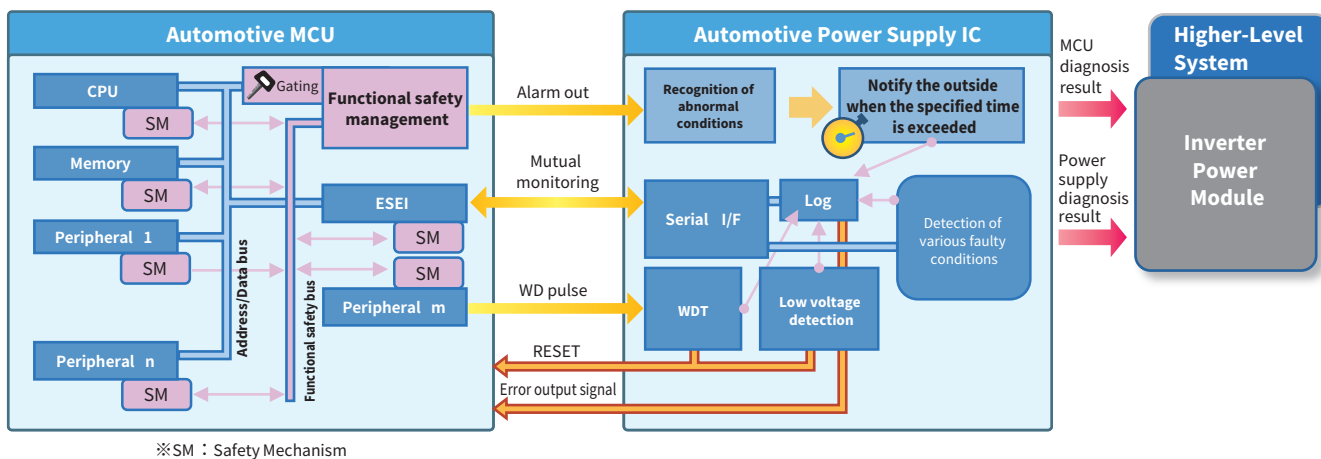 Automotive MCU
CPU
SM
Memory
SM
Peripheral 1
SM
Peripheral n
SM
Address/Data bus
Gating
Functional safety
management
ESEI
SM
SM
Peripheral m
Functional safety bus
Alarm out
Mutual
monitoring
WD pulse
RESET
Error output signal
Automotive Power Supply IC
Recognition of
abnormal
conditions
Notify the outside
when the specified time
is exceeded
Serial I/F
Log
Detection of
various faulty
conditions
WDT
Low voltage
detection
MCU
diagnosis
result
Power
supply
diagnosis
result
Higher-Level
System
Inverter
Power
Module
※SM：Safety Mechanism